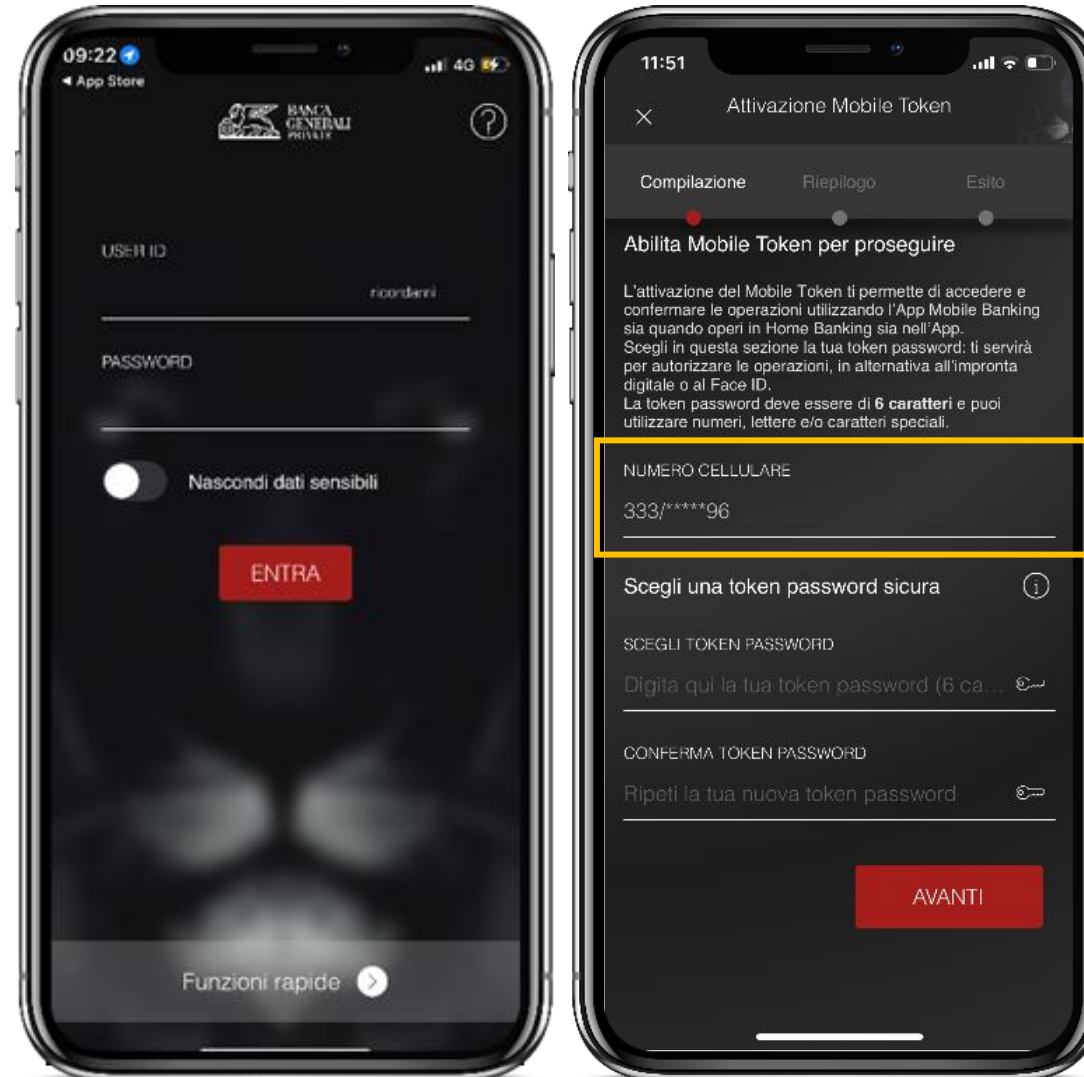 09:22
4G
◄ App Store
BANCA
GENERALI
PRIVATE
?
USER ID
ricordami
PASSWORD
Nascondi dati sensibili
ENTRA
Funzioni rapide
11:51
Attivazione Mobile Token
Compilazione
Riepilogo
Esito
Abilita Mobile Token per proseguire
L'attivazione del Mobile Token ti permette di accedere e
confermare le operazioni utilizzando l'App Mobile Banking
sia quando operi in Home Banking sia nell'App.
Scegli in questa sezione la tua token password: ti servirà
per autorizzare le operazioni, in alternativa all'impronta
digitale o al Face ID.
La token password deve essere di 6 caratteri e puoi
utilizzare numeri, lettere e/o caratteri speciali.
NUMERO CELLULARE
333/*****96
Scegli una token password sicura
SCEGLI TOKEN PASSWORD
Digita qui la tua token password (6 ca...
CONFERMA TOKEN PASSWORD
Ripeti la tua nuova token password
AVANTI